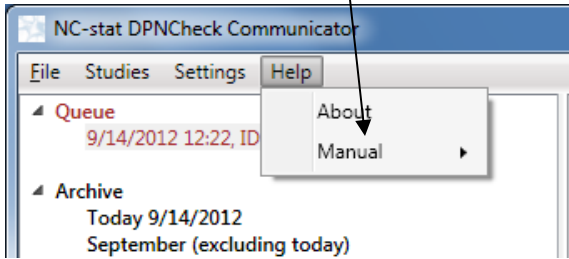 NC-stat DPNCheck Communicator
File Studies Settings Help
Queue
About
9/14/2012 12:22, ID
Manual
Archive
Today 9/14/2012
September (excluding today)